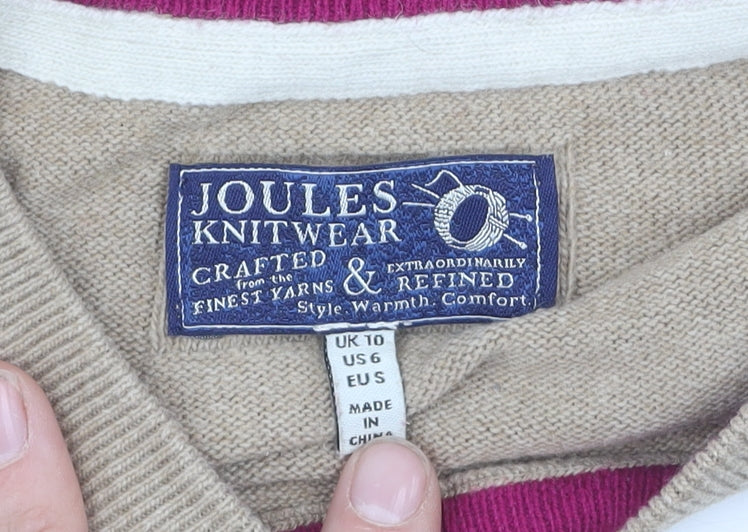 JOULES
KNITWEAR
CRAFTED
from the
FINEST YARNS
&
EXTRAORDINARILY
REFINED
Style. Warmth. Comfort.
UK 10
US 6
EU S
MADE
IN
CHINA